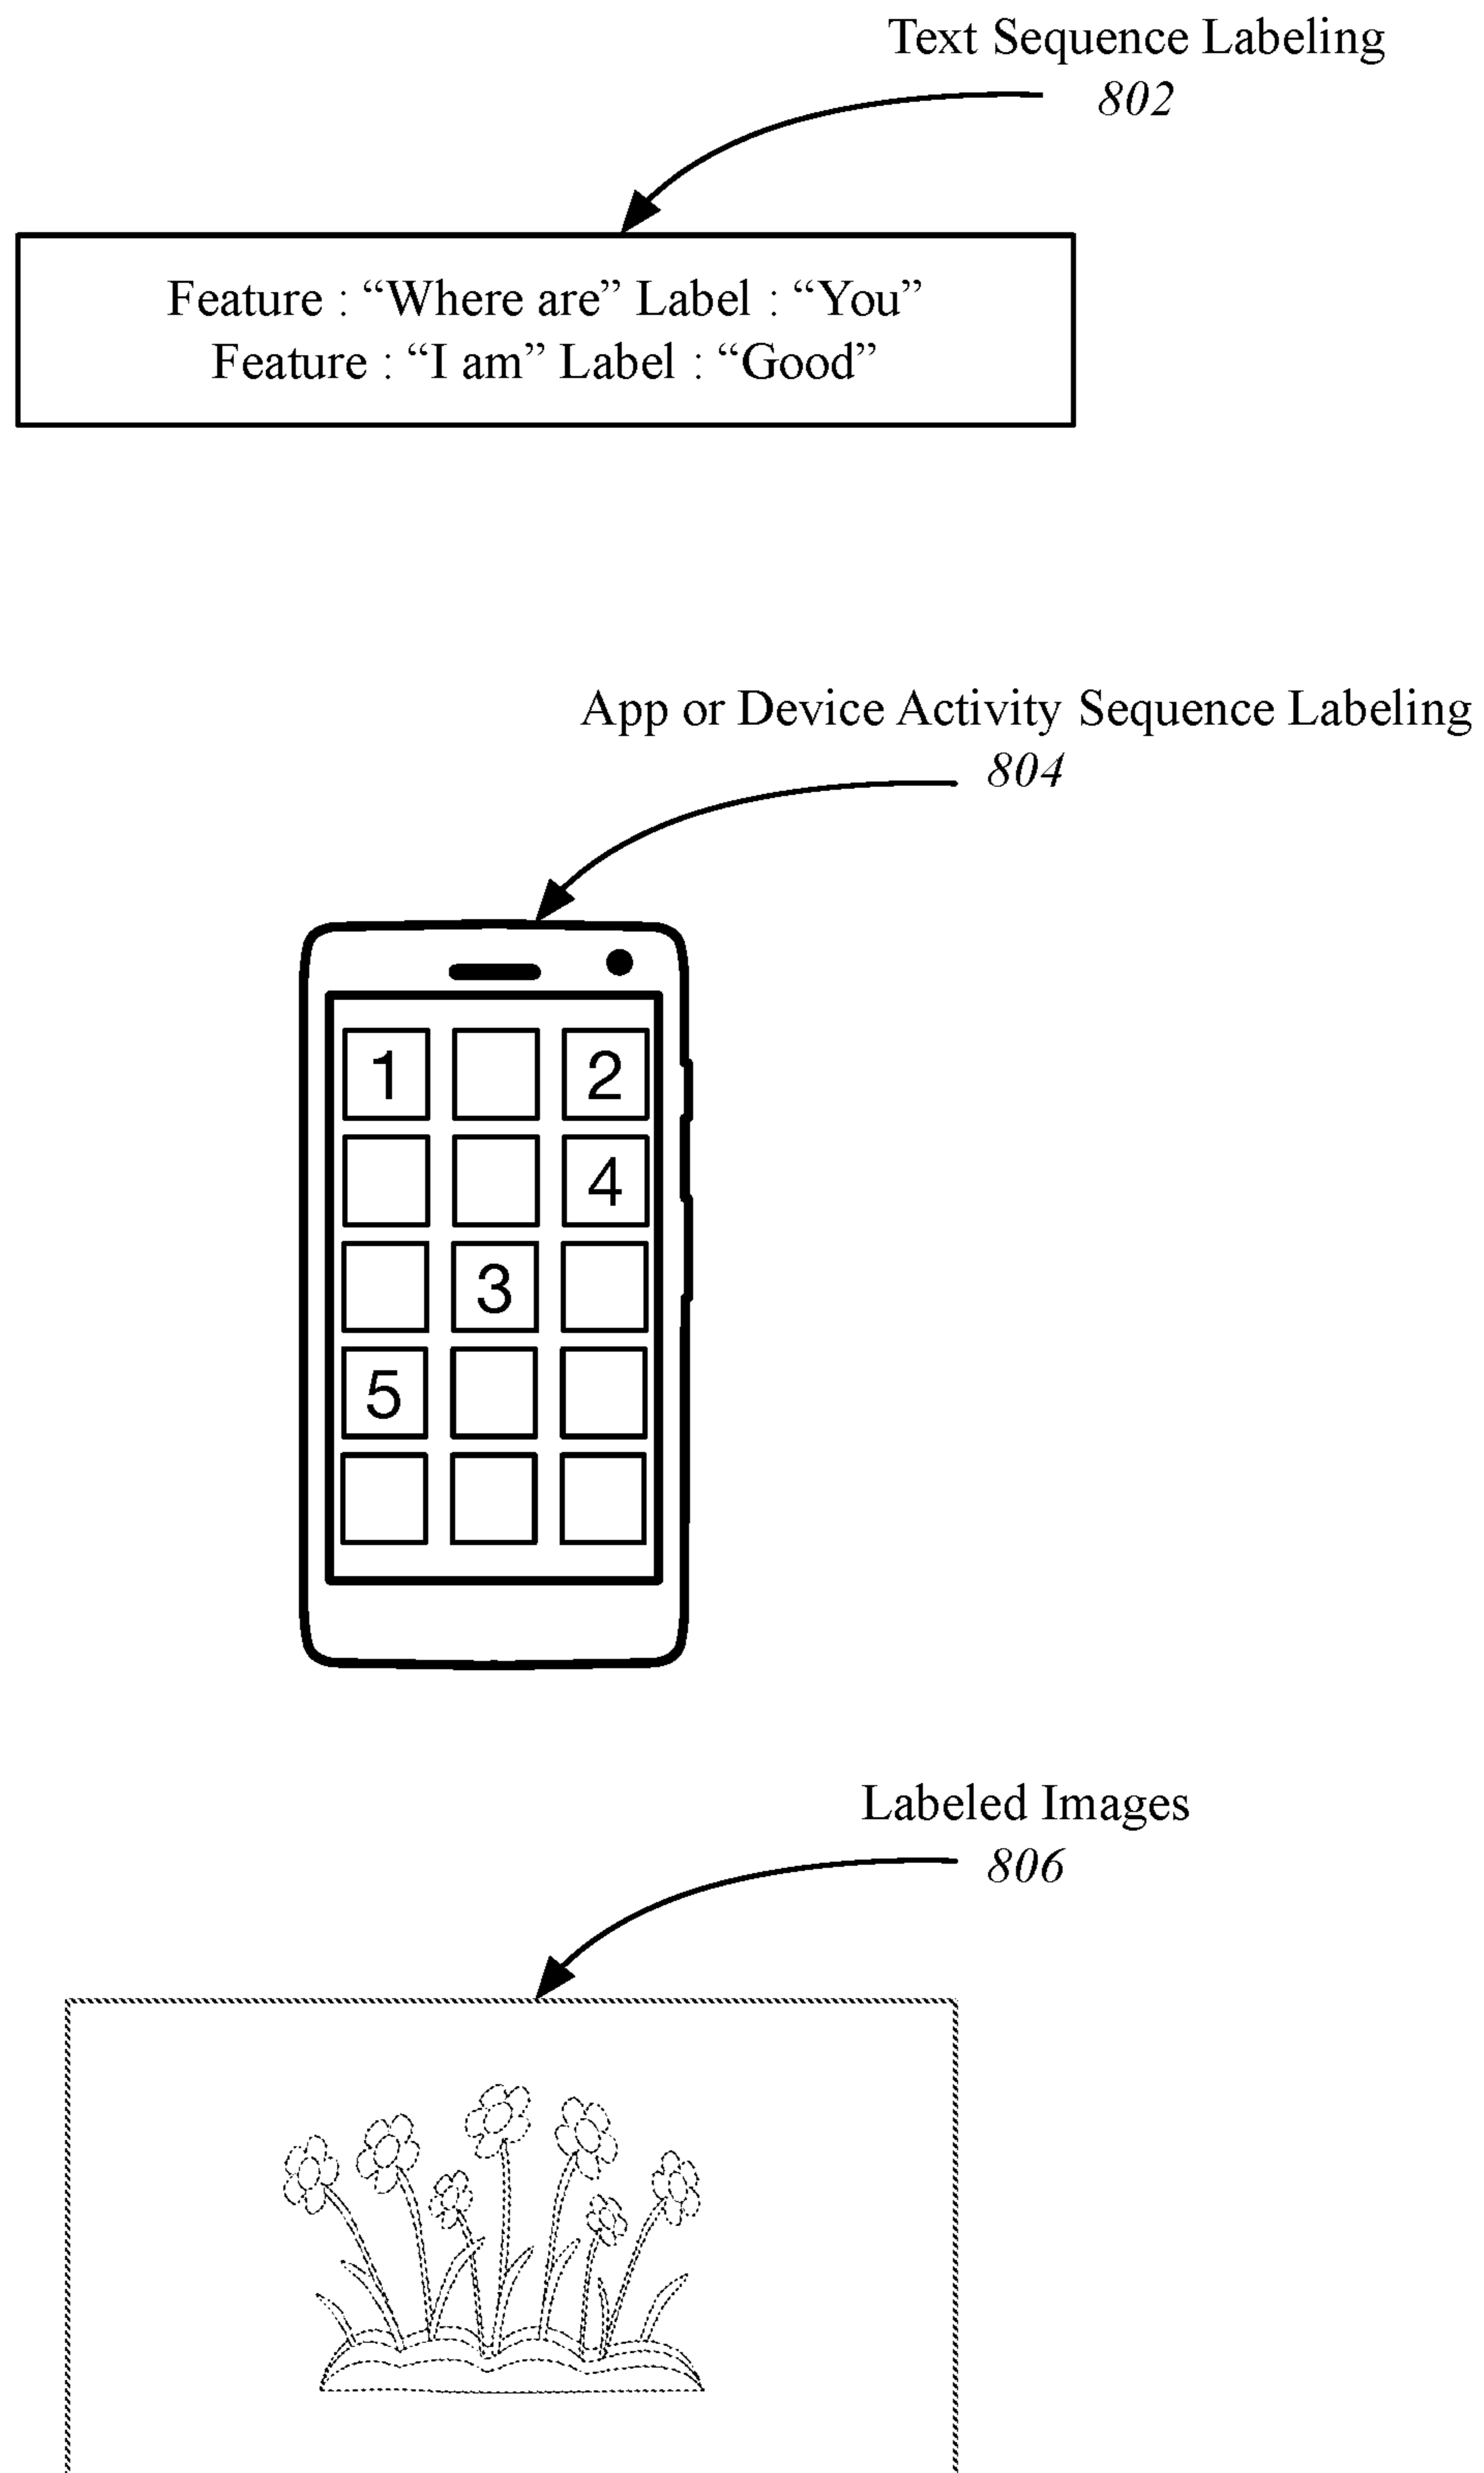 Text Sequence Labeling
802
Feature : “Where are” Label : “You”
Feature : “I am” Label : “Good”
App or Device Activity Sequence Labeling
804
1 2
4
3
5
Labeled Images
806